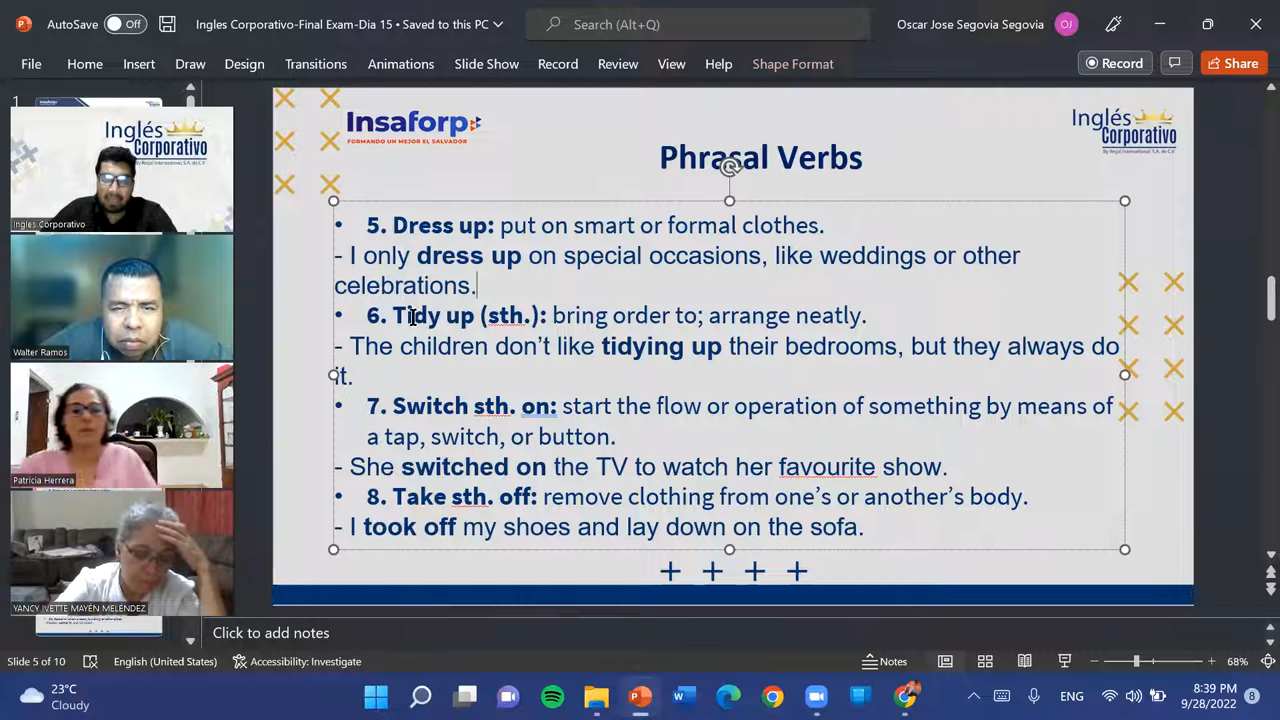 AutoSave Off Ingles Corporativo-Final Exam-Dia 15 • Saved to this PC Search (Alt+Q) Oscar Jose Segovia Segovia OJ
File Home Insert Draw Design Transitions Animations Slide Show Record Review View Help Shape Format Record Share
1
Inglés
Corporativo
Ingles Corporativo
Walter Ramos
Patricia Herrera
YANCY IVETTE MAYÉN MELÉNDEZ
Insaforp
FORMANDO UN MEJOR EL SALVADOR
Inglés
Corporativo
By Regal International, S.A. de C.V.
Phrasal Verbs
• 5. Dress up: put on smart or formal clothes.
- I only dress up on special occasions, like weddings or other
celebrations.
• 6. Tidy up (sth.): bring order to; arrange neatly.
- The children don't like tidying up their bedrooms, but they always do
it.
• 7. Switch sth. on: start the flow or operation of something by means of
a tap, switch, or button.
- She switched on the TV to watch her favourite show.
• 8. Take sth. off: remove clothing from one's or another's body.
- I took off my shoes and lay down on the sofa.
Click to add notes
Slide 5 of 10 English (United States) Accessibility: Investigate Notes 68%
23°C
Cloudy
ENG
8:39 PM
9/28/2022
8